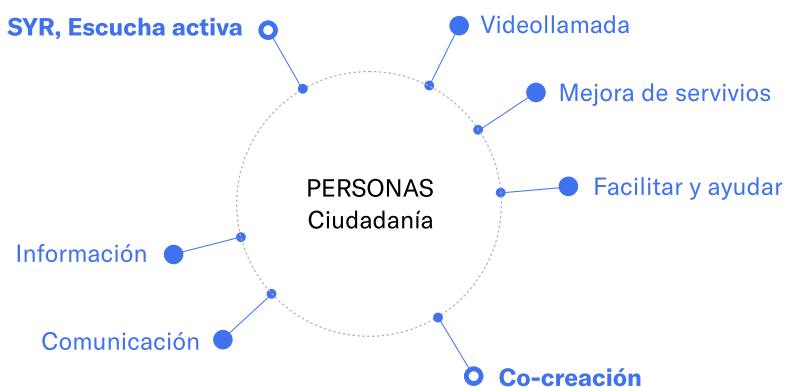 SYR, Escucha activa
Videollamada
Mejora de servivios
Facilitar y ayudar
PERSONAS
Ciudadanía
Información
Comunicación
Co-creación